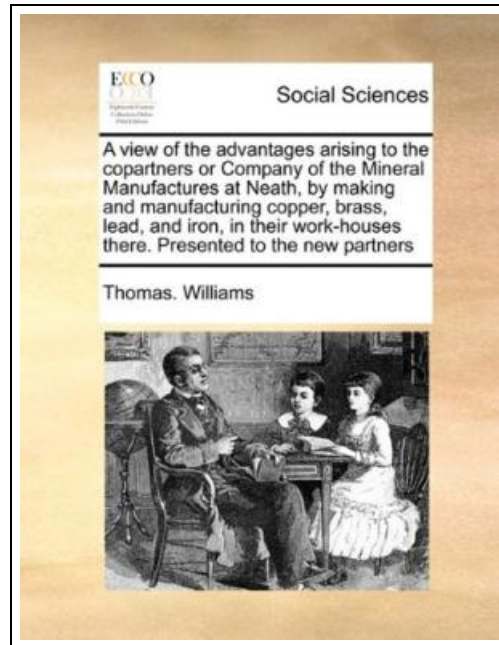 ECCO
Social Sciences
A view of the advantages arising to the
copartners or Company of the Mineral
Manufactures at Neath, by making
and manufacturing copper, brass,
lead, and iron, in their work-houses
there. Presented to the new partners
Thomas. Williams